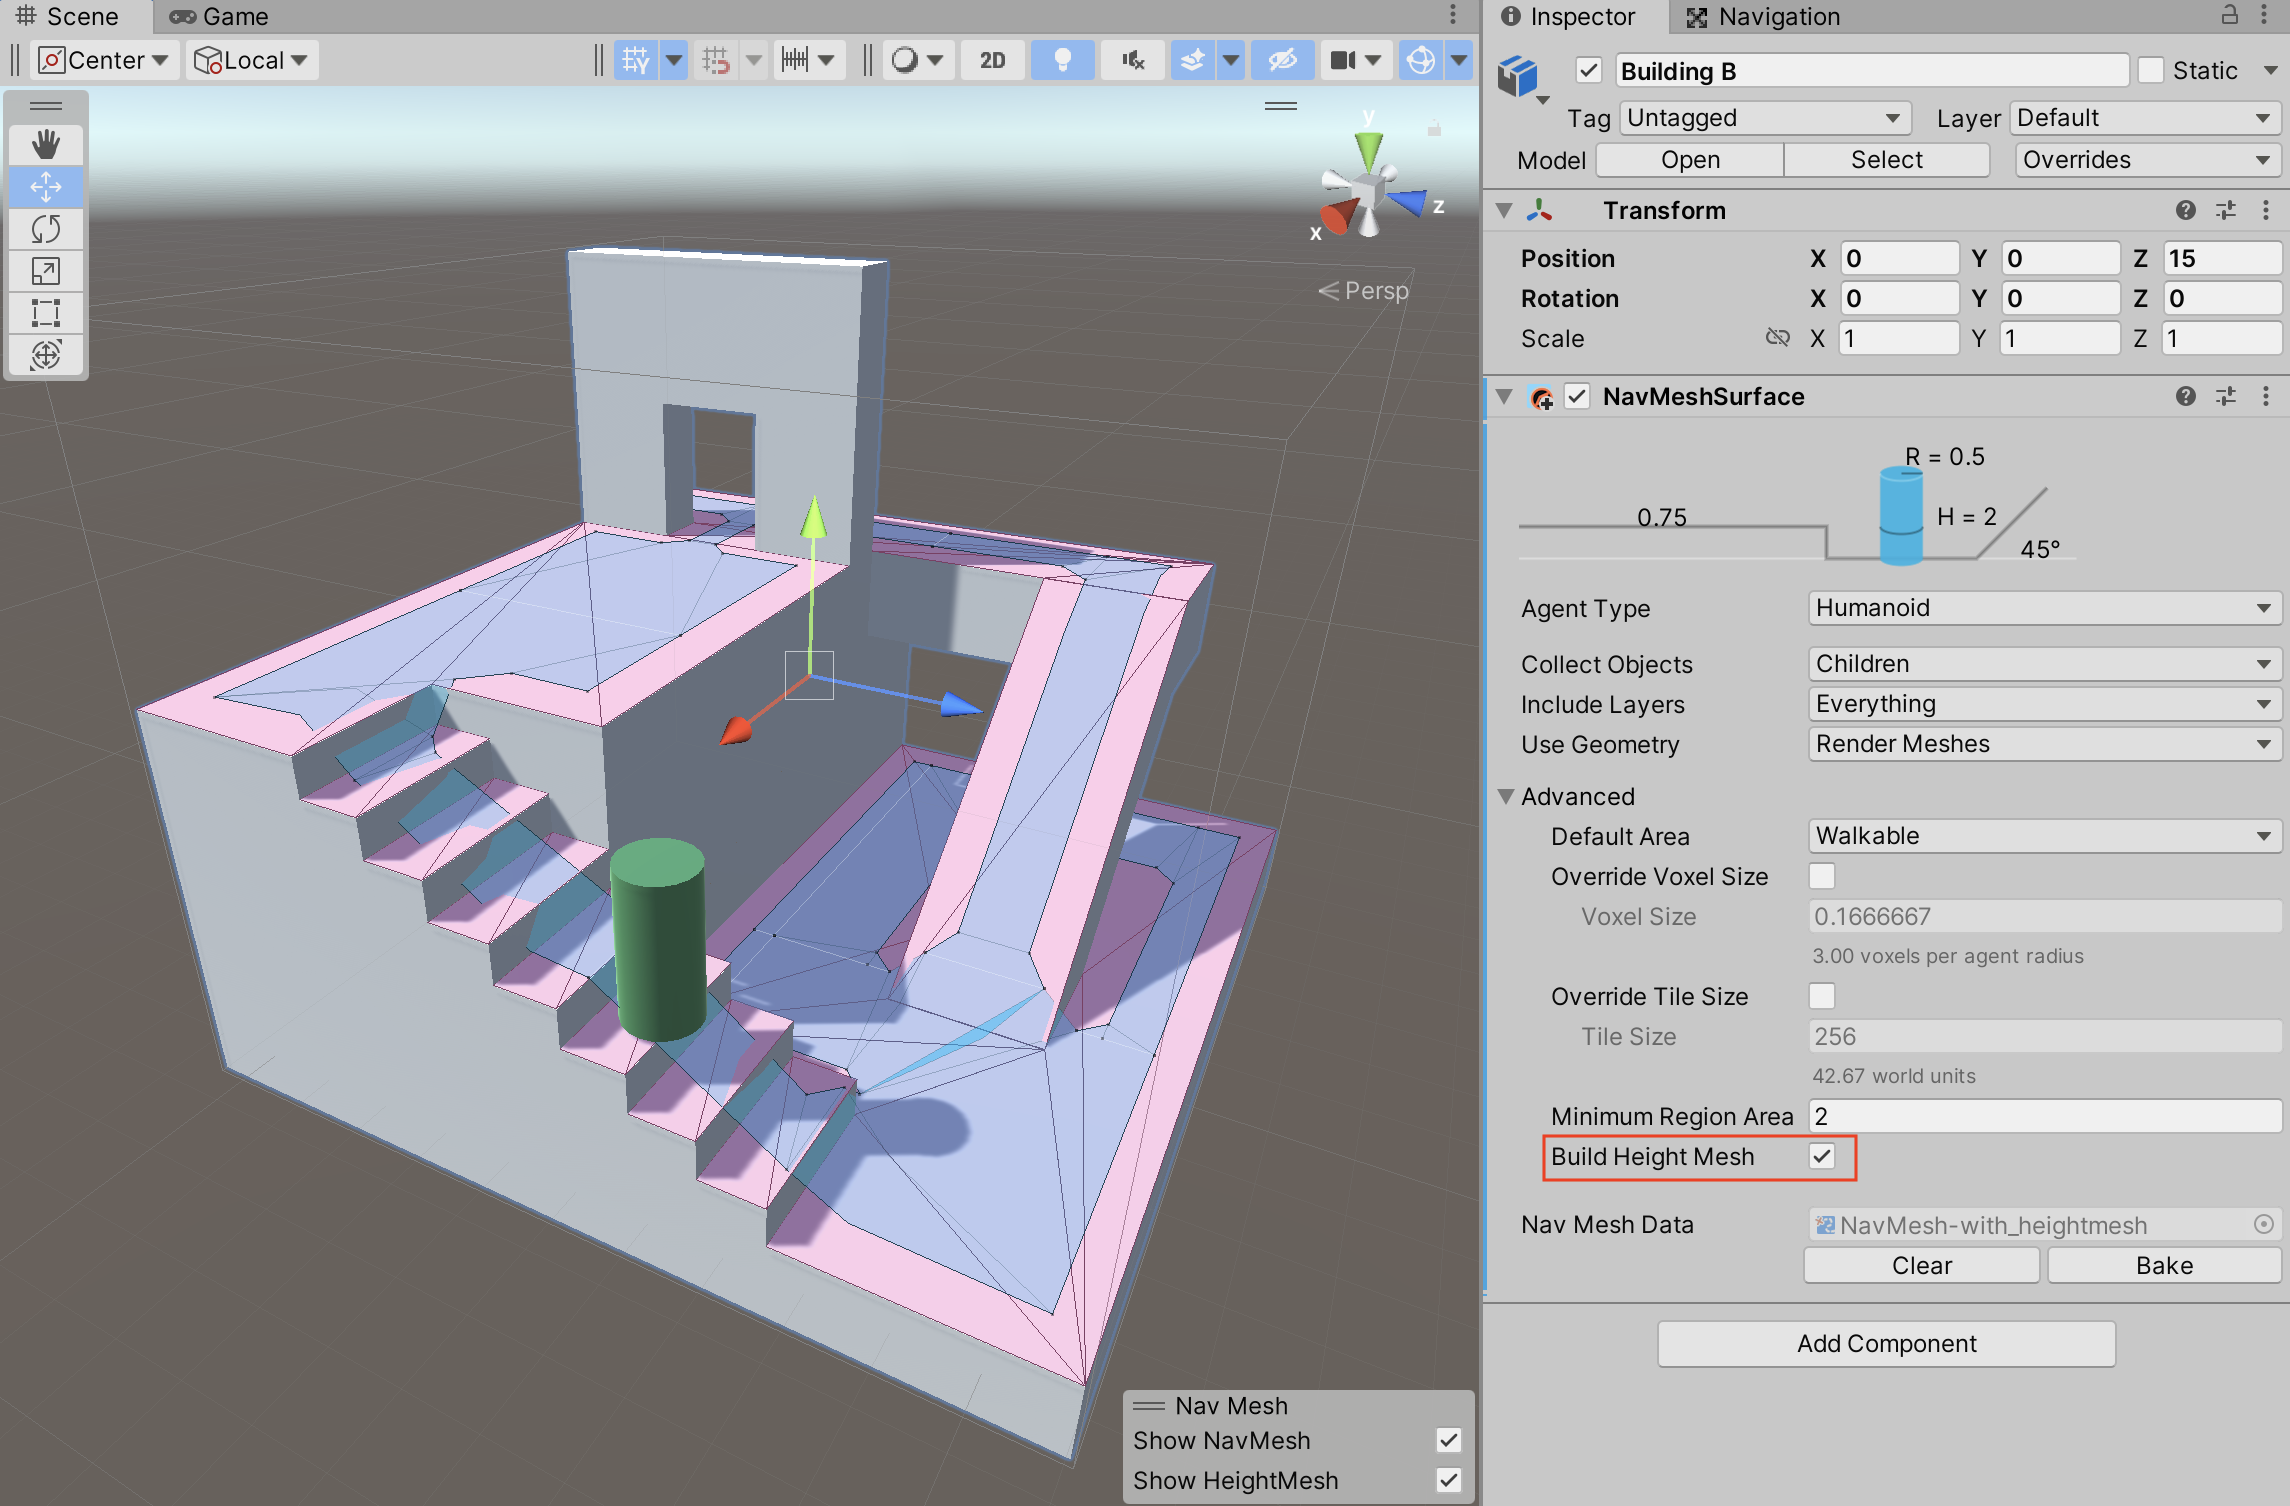 Scene
Game
Center
Local
2D
y
z
x
Persp
Nav Mesh
Show NavMesh
Show HeightMesh
Inspector
Navigation
Building B
Static
Tag Untagged Layer Default
Model Open Select Overrides
Transform
Position X 0 Y 0 Z 15
Rotation X 0 Y 0 Z 0
Scale X 1 Y 1 Z 1
NavMeshSurface
R = 0.5
0.75
H = 2
45°
Agent Type Humanoid
Collect Objects Children
Include Layers Everything
Use Geometry Render Meshes
Advanced
Default Area Walkable
Override Voxel Size
Voxel Size 0.1666667
3.00 voxels per agent radius
Override Tile Size
Tile Size 256
42.67 world units
Minimum Region Area 2
Build Height Mesh
Nav Mesh Data NavMesh-with_heightmesh
Clear Bake
Add Component